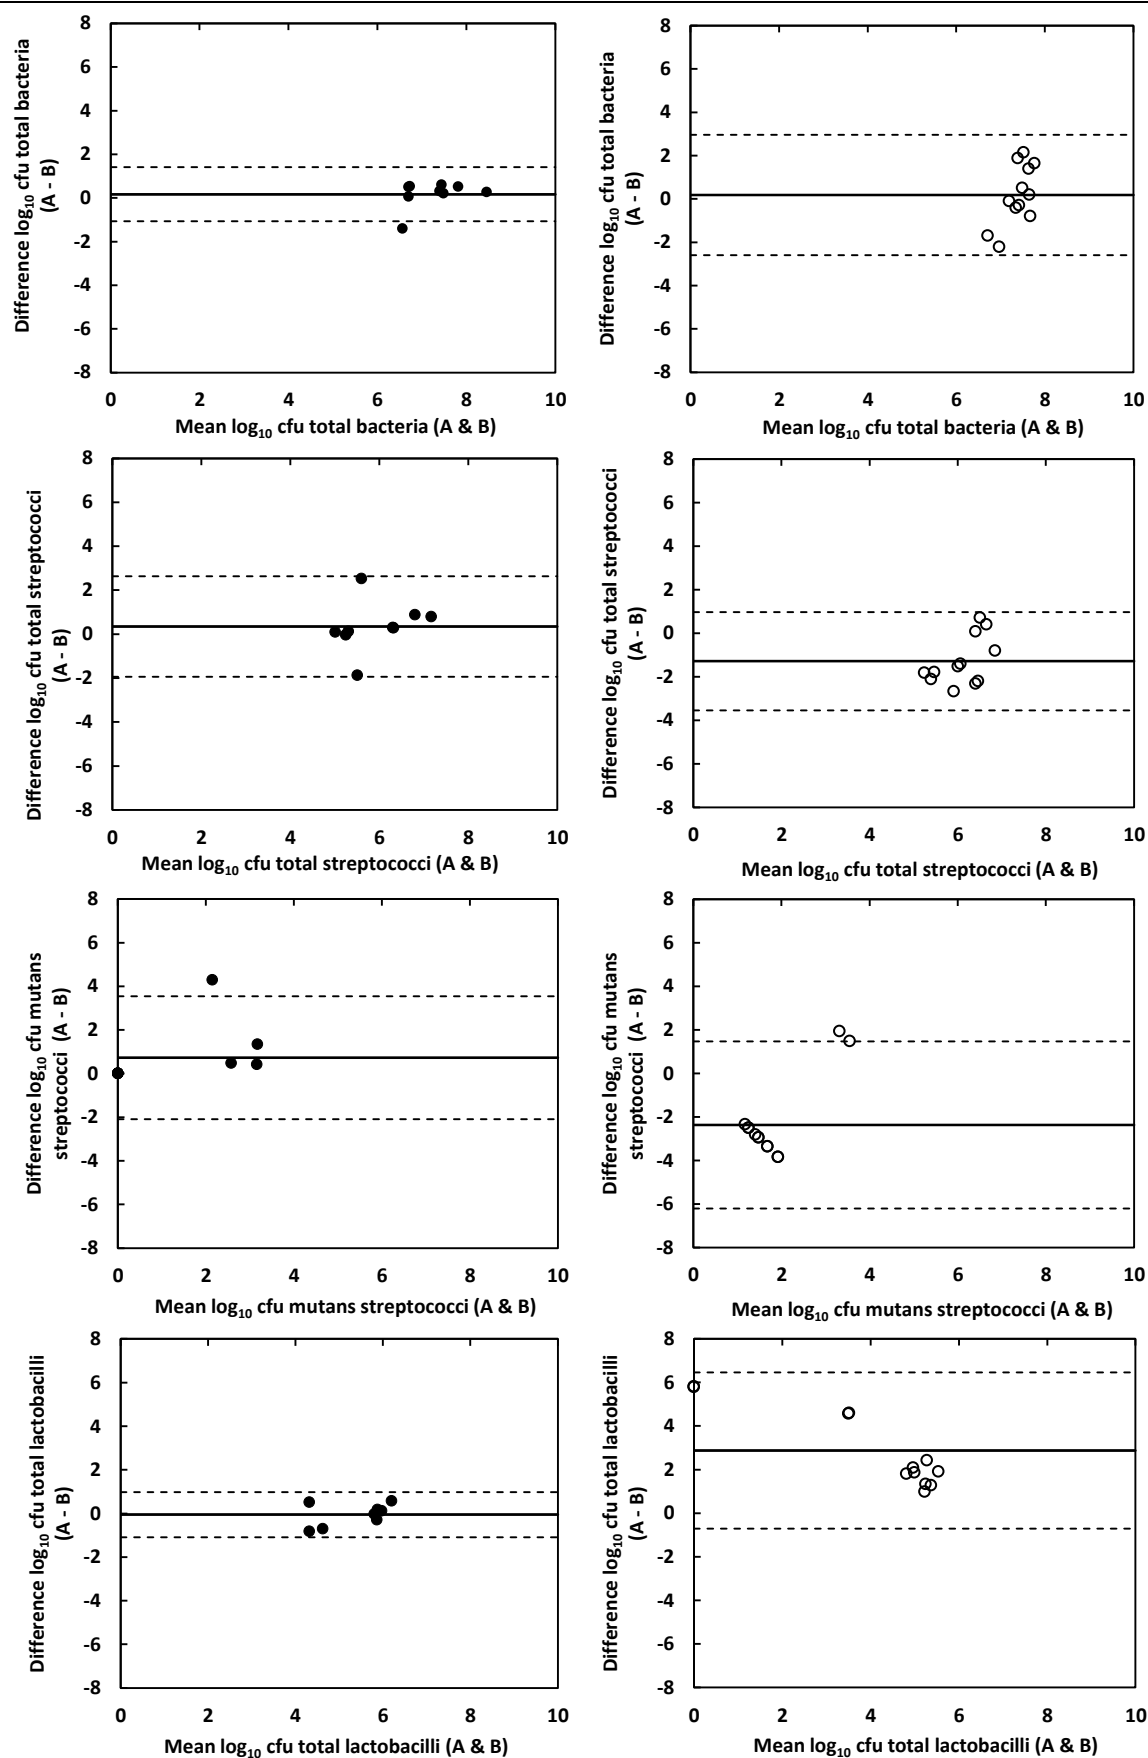 Difference log₁₀ cfu total bacteria
(A - B)
8
6
4
2
0
-2
-4
-6
-8
0 2 4 6 8 10
Mean log₁₀ cfu total bacteria (A & B)
Difference log₁₀ cfu total bacteria
(A - B)
8
6
4
2
0
-2
-4
-6
-8
0 2 4 6 8 10
Mean log₁₀ cfu total bacteria (A & B)
Difference log₁₀ cfu total streptococci
(A - B)
8
6
4
2
0
-2
-4
-6
-8
0 2 4 6 8 10
Mean log₁₀ cfu total streptococci (A & B)
Difference log₁₀ cfu total streptococci
(A - B)
8
6
4
2
0
-2
-4
-6
-8
0 2 4 6 8 10
Mean log₁₀ cfu total streptococci (A & B)
Difference log₁₀ cfu mutans
streptococci (A - B)
8
6
4
2
0
-2
-4
-6
-8
0 2 4 6 8 10
Mean log₁₀ cfu mutans streptococci (A & B)
Difference log₁₀ cfu mutans
streptococci (A - B)
8
6
4
2
0
-2
-4
-6
-8
0 2 4 6 8 10
Mean log₁₀ cfu mutans streptococci (A & B)
Difference log₁₀ cfu total lactobacilli
(A - B)
8
6
4
2
0
-2
-4
-6
-8
0 2 4 6 8 10
Mean log₁₀ cfu total lactobacilli (A & B)
Difference log₁₀ cfu total lactobacilli
(A - B)
8
6
4
2
0
-2
-4
-6
-8
0 2 4 6 8 10
Mean log₁₀ cfu total lactobacilli (A & B)